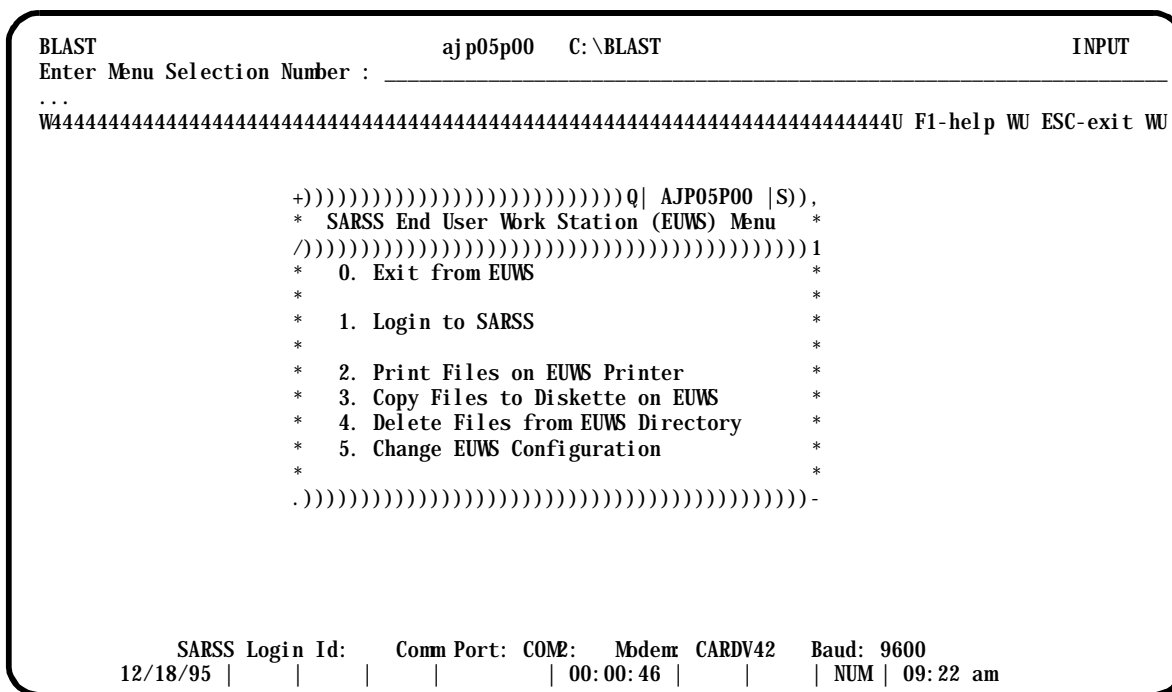 BLAST ajp05p00 C:\BLAST INPUT
Enter Menu Selection Number : ____________________________________________________________________
...
W4444444444444444444444444444444444444444444444444444444444444444444444444U F1-help WU ESC-exit WU
+))))))))))))))))))))))))))))Q| AJP05P00 |S)),
* SARSS End User Work Station (EUWS) Menu *
/))))))))))))))))))))))))))))))))))))))))))))1
* 0. Exit from EUWS *
* *
* 1. Login to SARSS *
* *
* 2. Print Files on EUWS Printer *
* 3. Copy Files to Diskette on EUWS *
* 4. Delete Files from EUWS Directory *
* 5. Change EUWS Configuration *
* *
.))))))))))))))))))))))))))))))))))))))))))))-
SARSS Login Id: Comm Port: COM2: Modem: CARDV42 Baud: 9600
12/18/95 | | | | | 00:00:46 | | | NUM | 09:22 am